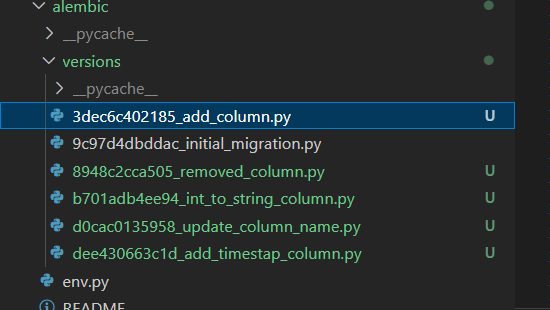 alembic
__pycache__
versions
__pycache__
3dec6c402185_add_column.py U
9c97d4dbddac_initial_migration.py
8948c2cca505_removed_column.py U
b701adb4ee94_int_to_string_column.py U
d0cac0135958_update_column_name.py U
dee430663c1d_add_timestap_column.py U
env.py
README